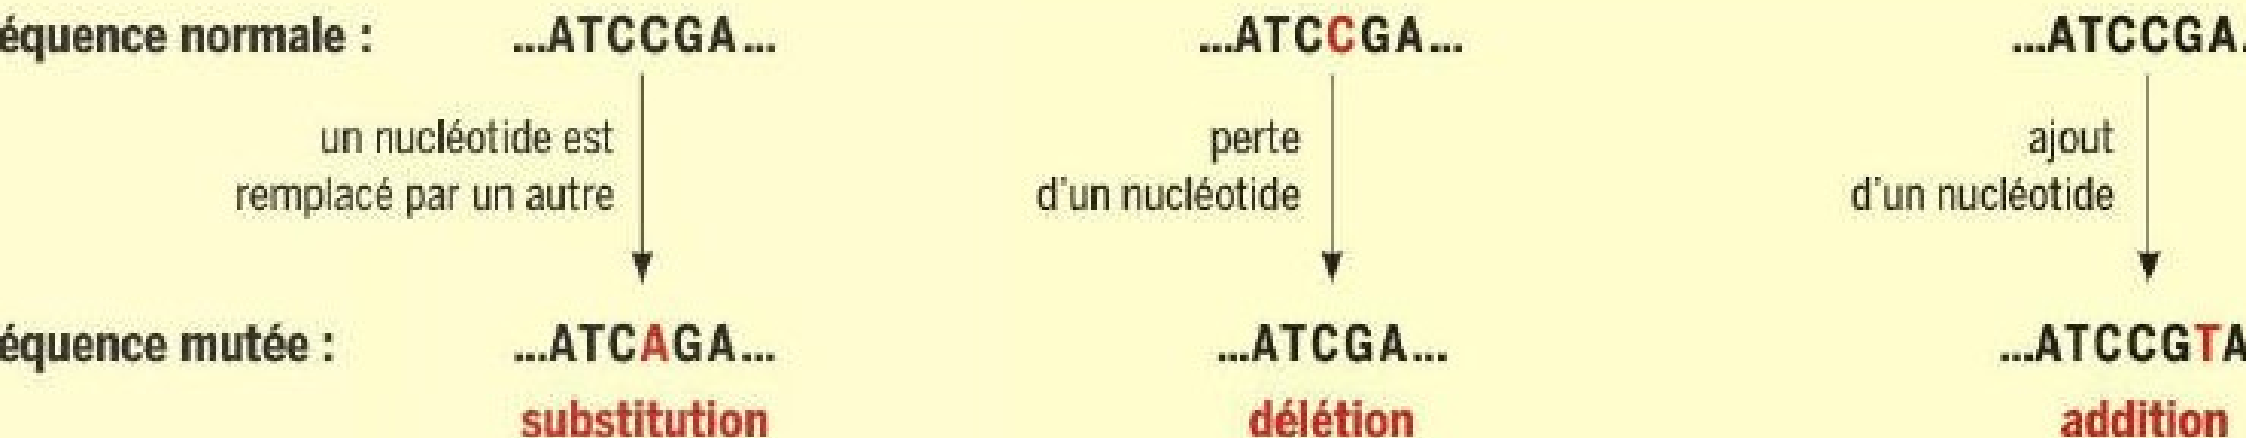 équence normale : ...ATCCGA... ...ATCCGA... ...ATCCGA.
un nucléotide est perte ajout
remplacé par un autre d'un nucléotide d'un nucléotide
équence mutée : ...ATCAGA... ...ATCGA... ...ATCCGTA
substitution délétion addition